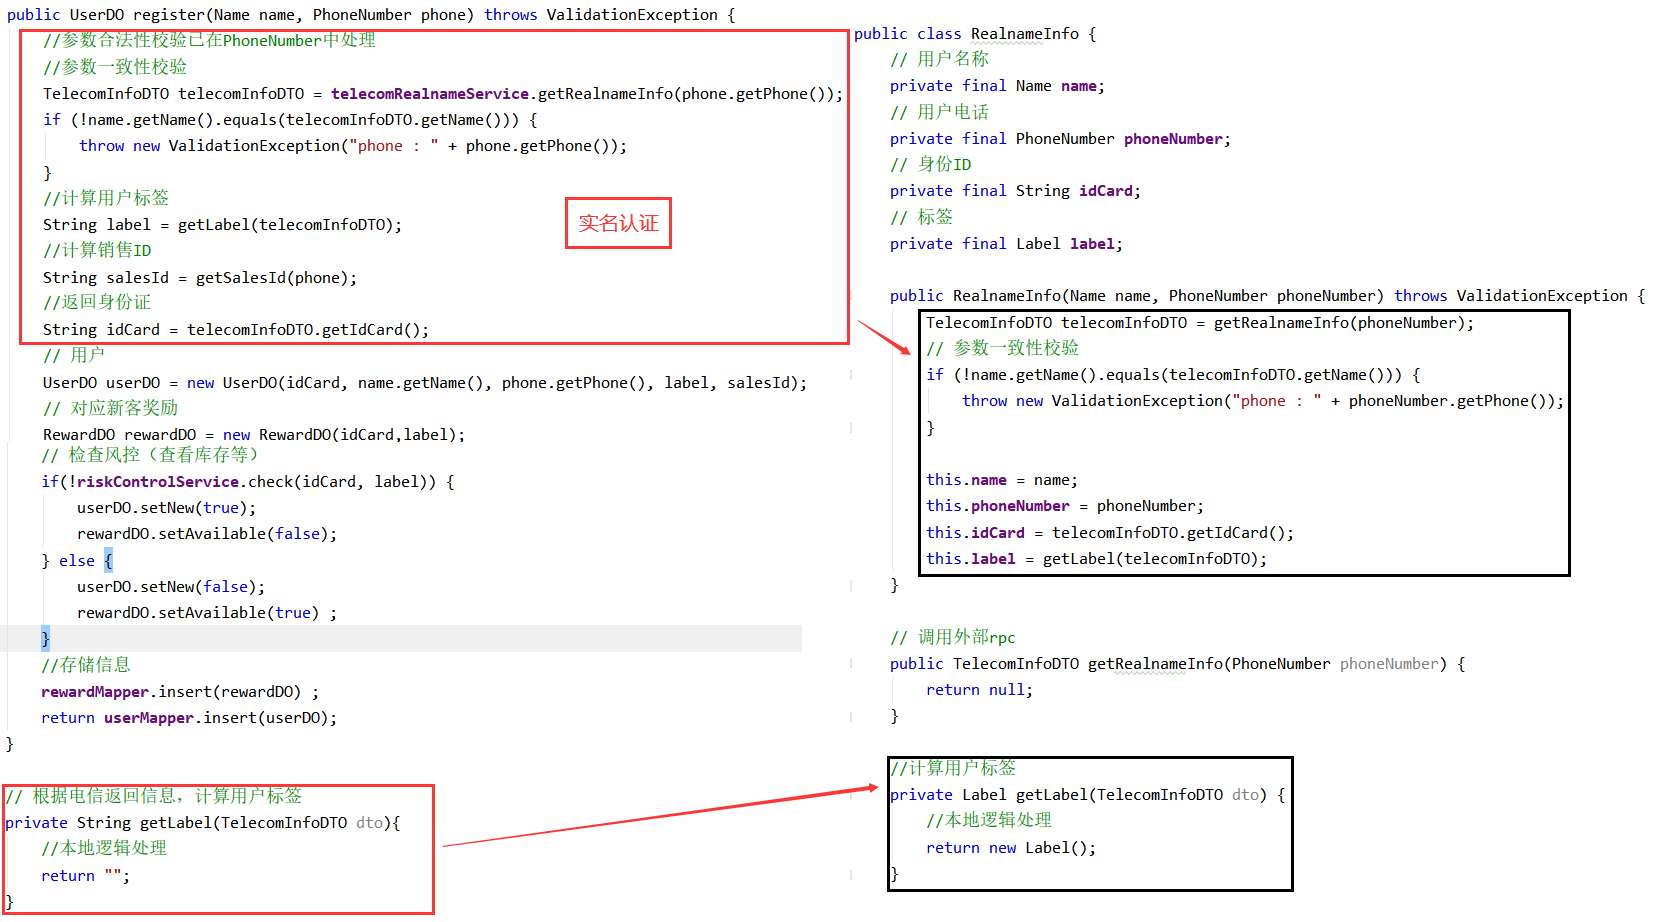 public UserDO register(Name name, PhoneNumber phone) throws ValidationException {
//参数合法性校验已在PhoneNumber中处理
//参数一致性校验
TelecomInfoDTO telecomInfoDTO = telecomRealnameService.getRealnameInfo(phone.getPhone());
if (!name.getName().equals(telecomInfoDTO.getName())) {
throw new ValidationException("phone : " + phone.getPhone());
}
//计算用户标签
String label = getLabel(telecomInfoDTO);
//计算销售ID
String salesId = getSalesId(phone);
//返回身份证
String idCard = telecomInfoDTO.getIdCard();
实名认证
// 用户
UserDO userDO = new UserDO(idCard, name.getName(), phone.getPhone(), label, salesId);
// 对应新客奖励
RewardDO rewardDO = new RewardDO(idCard,label);
// 检查风控（查看库存等）
if(!riskControlService.check(idCard, label)) {
userDO.setNew(true);
rewardDO.setAvailable(false);
} else {
userDO.setNew(false);
rewardDO.setAvailable(true) ;
}
//存储信息
rewardMapper.insert(rewardDO) ;
return userMapper.insert(userDO);
}
// 根据电信返回信息，计算用户标签
private String getLabel(TelecomInfoDTO dto){
//本地逻辑处理
return "";
}
public class RealnameInfo {
// 用户名称
private final Name name;
// 用户电话
private final PhoneNumber phoneNumber;
// 身份ID
private final String idCard;
// 标签
private final Label label;
public RealnameInfo(Name name, PhoneNumber phoneNumber) throws ValidationException {
TelecomInfoDTO telecomInfoDTO = getRealnameInfo(phoneNumber);
// 参数一致性校验
if (!name.getName().equals(telecomInfoDTO.getName())) {
throw new ValidationException("phone : " + phoneNumber.getPhone());
}
this.name = name;
this.phoneNumber = phoneNumber;
this.idCard = telecomInfoDTO.getIdCard();
this.label = getLabel(telecomInfoDTO);
}
// 调用外部rpc
public TelecomInfoDTO getRealnameInfo(PhoneNumber phoneNumber) {
return null;
}
//计算用户标签
private Label getLabel(TelecomInfoDTO dto) {
//本地逻辑处理
return new Label();
}